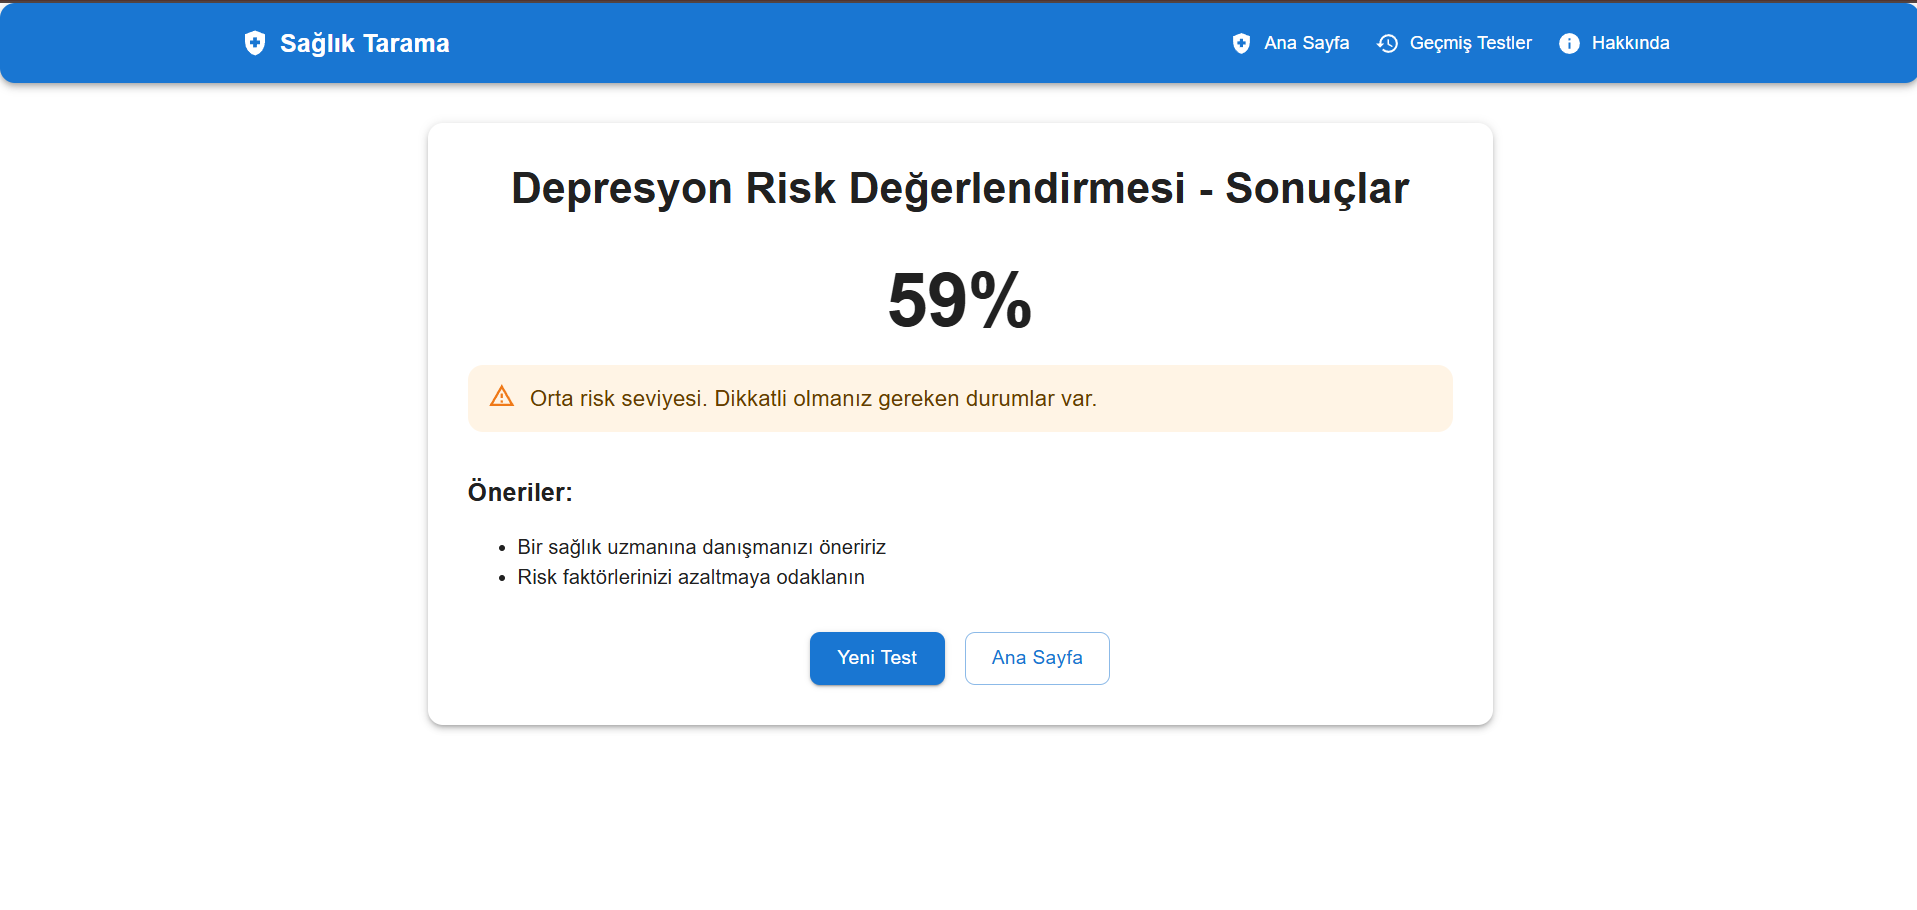 Sağlık Tarama
Ana Sayfa
Geçmiş Testler
Hakkında
Depresyon Risk Değerlendirmesi - Sonuçlar
59%
Orta risk seviyesi. Dikkatli olmanız gereken durumlar var.
Öneriler:
Bir sağlık uzmanına danışmanızı öneririz
Risk faktörlerinizi azaltmaya odaklanın
Yeni Test
Ana Sayfa